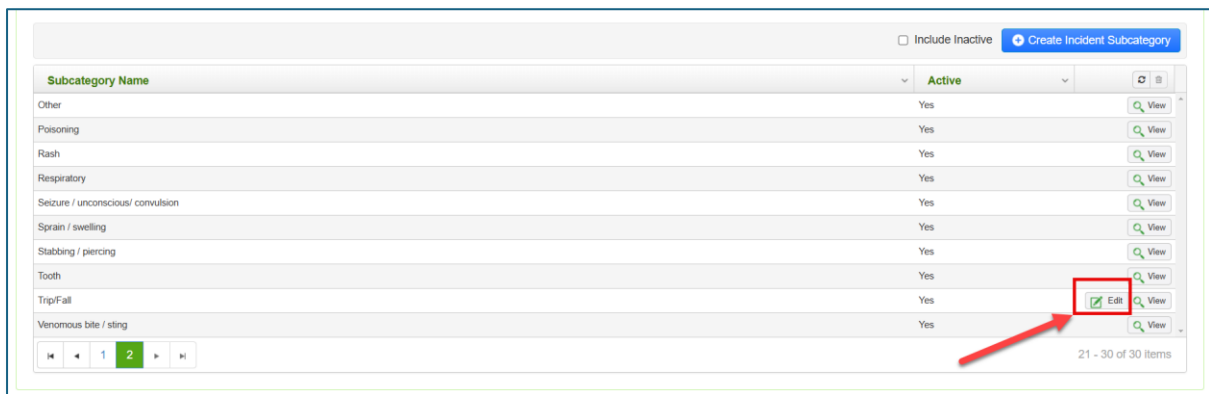 Include Inactive Create Incident Subcategory
Subcategory Name Active
Other Yes View
Poisoning Yes View
Rash Yes View
Respiratory Yes View
Seizure / unconscious/ convulsion Yes View
Sprain / swelling Yes View
Stabbing / piercing Yes View
Tooth Yes View
Trip/Fall Yes Edit View
Venomous bite / sting Yes View
1 2 21 - 30 of 30 items